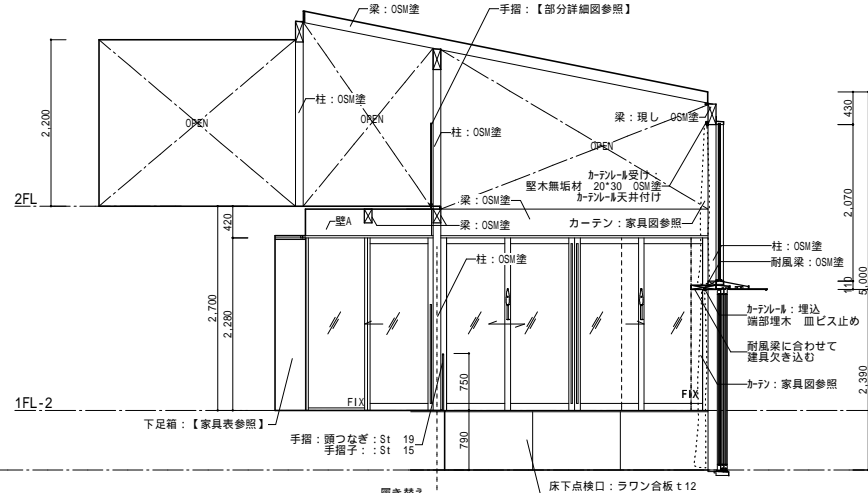 梁：OSM塗
手摺：【部分詳細図参照】
2,200
柱：OSM塗
OPEN
OPEN
柱：OSM塗
梁：現し OSM塗
OPEN
430
カーテンレール受け：
堅木無垢材 20*30 OSM塗
カーテンレール天井付け
2FL
梁：OSM塗
2,070
420
壁A
梁：OSM塗
カーテン：家具図参照
柱：OSM塗
柱：OSM塗
耐風梁：OSM塗
110
5,000
2,700
2,280
カーテンレール：埋込
端部埋木 皿ビス止め
耐風梁に合わせて
建具欠き込む
750
カーテン：家具図参照
2,390
FIX
FIX
1FL-2
下足箱：【家具表参照】
790
手摺：頭つなぎ：St 19
手摺子：：St 15
床下点検口：ラワン合板ｔ12